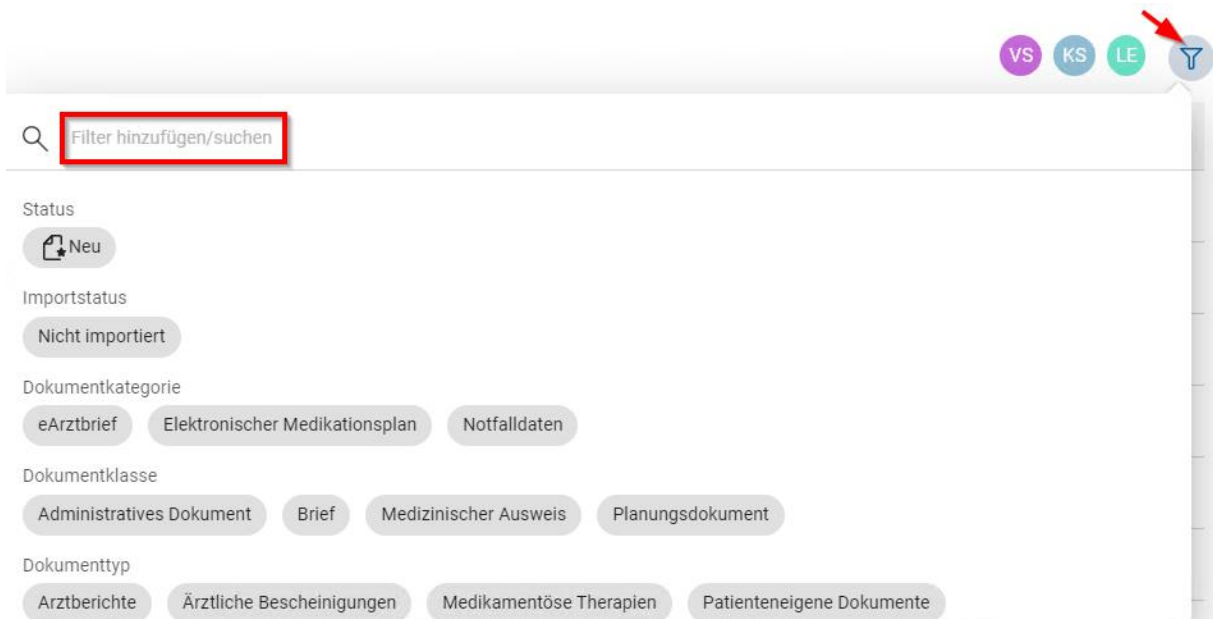 VS KS LE
Filter hinzufügen/suchen
Status
Neu
Importstatus
Nicht importiert
Dokumentkategorie
eArztbrief Elektronischer Medikationsplan Notfalldaten
Dokumentklasse
Administratives Dokument Brief Medizinischer Ausweis Planungsdokument
Dokumenttyp
Arztberichte Ärztliche Bescheinigungen Medikamentöse Therapien Patienteneigene Dokumente